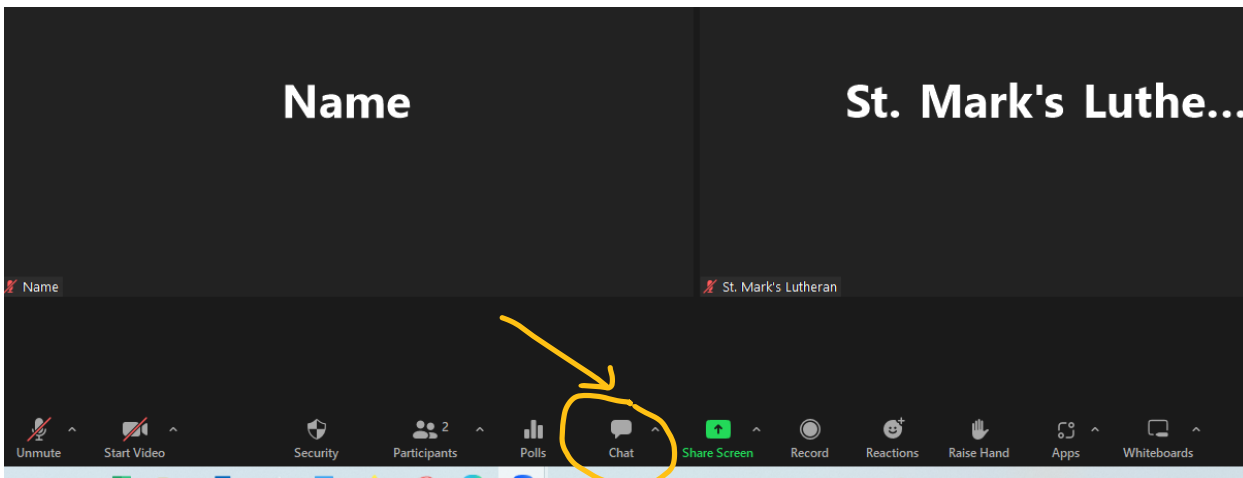 Name
St. Mark's Luthe...
Name
St. Mark's Lutheran
2
Unmute
Start Video
Security
Participants
Polls
Chat
Share Screen
Record
Reactions
Raise Hand
Apps
Whiteboards